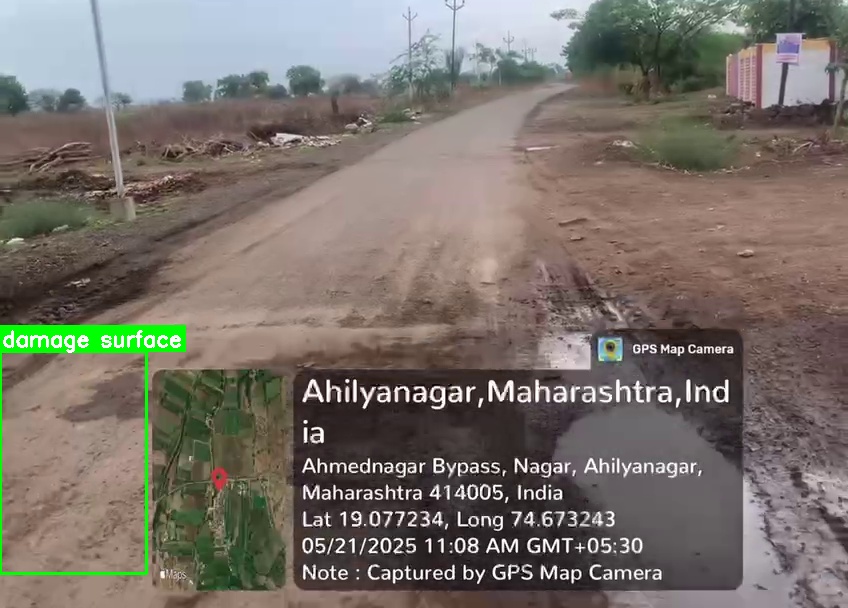 damage surface
GPS Map Camera
Ahilyanagar,Maharashtra,Ind
ia
Ahmednagar Bypass, Nagar, Ahilyanagar,
Maharashtra 414005, India
Lat 19.077234, Long 74.673243
05/21/2025 11:08 AM GMT+05:30
Note : Captured by GPS Map Camera
Maps